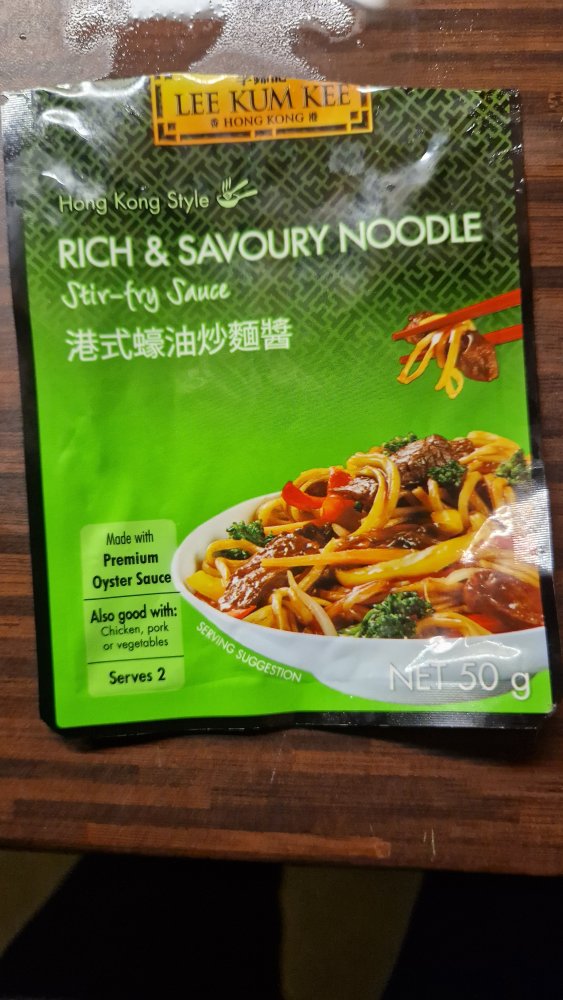 LEE KUM KEE
香 HONG KONG 港
Hong Kong Style
RICH & SAVOURY NOODLE
Stir-fry Sauce
港式蠔油炒麵醬
Made with
Premium
Oyster Sauce
Also good with:
Chicken, pork
or vegetables
Serves 2
SERVING SUGGESTION
NET 50 g